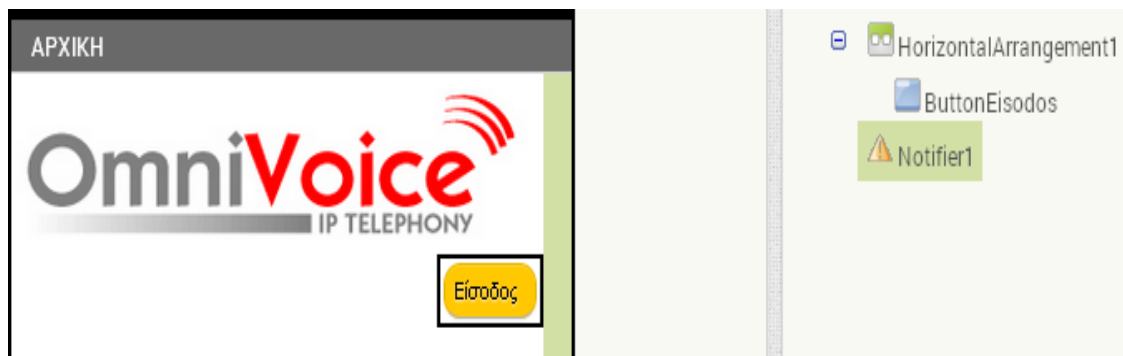 ΑΡΧΙΚΗ
OmniVoice
IP TELEPHONY
Είσοδος
HorizontalArrangement1
ButtonEisodos
Notifier1